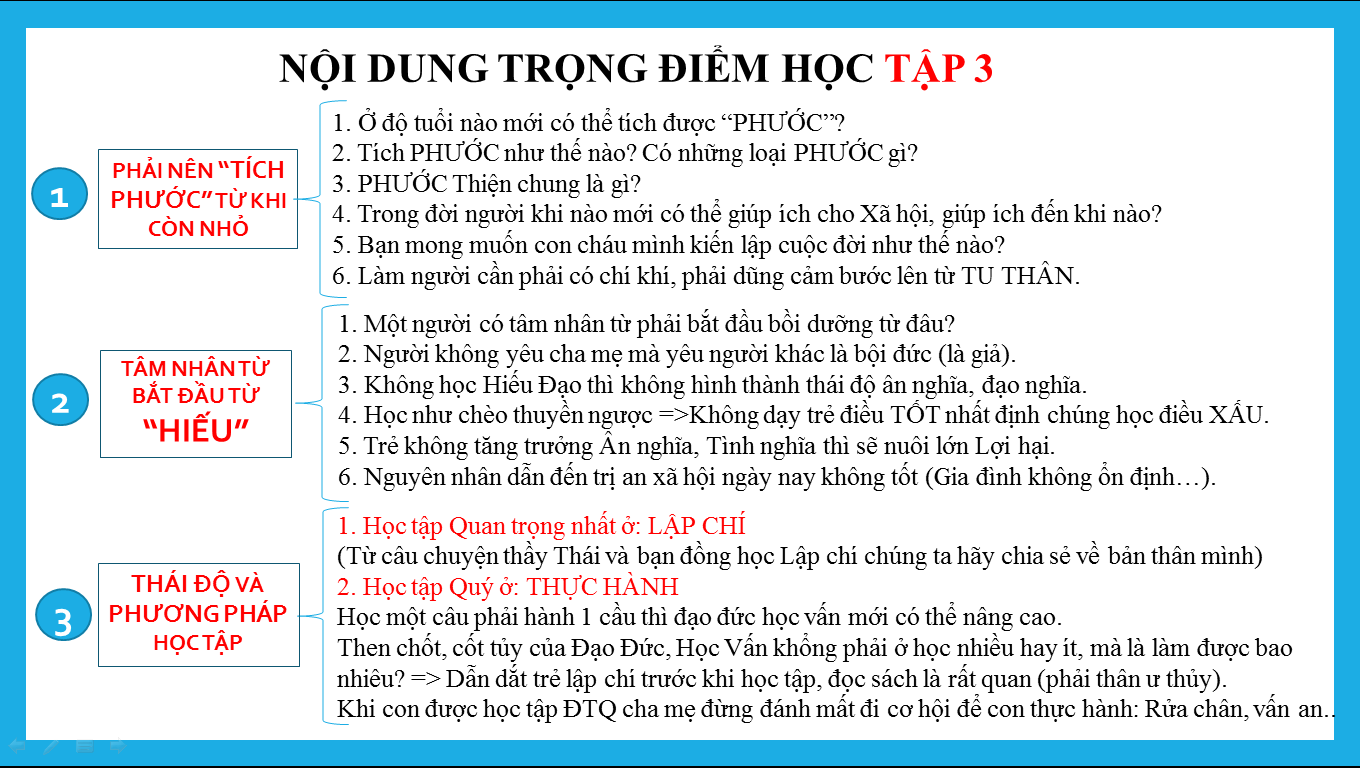 NỘI DUNG TRỌNG ĐIỂM HỌC TẬP 3
1
PHẢI NÊN “TÍCH
PHƯỚC” TỪ KHI
CÒN NHỎ
1. Ở độ tuổi nào mới có thể tích được “PHƯỚC”?
2. Tích PHƯỚC như thế nào? Có những loại PHƯỚC gì?
3. PHƯỚC Thiện chung là gì?
4. Trong đời người khi nào mới có thể giúp ích cho Xã hội, giúp ích đến khi nào?
5. Bạn mong muốn con cháu mình kiến lập cuộc đời như thế nào?
6. Làm người cần phải có chí khí, phải dũng cảm bước lên từ TU THÂN.
2
TÂM NHÂN TỪ
BẮT ĐẦU TỪ
“HIẾU”
1. Một người có tâm nhân từ phải bắt đầu bồi dưỡng từ đâu?
2. Người không yêu cha mẹ mà yêu người khác là bội đức (là giả).
3. Không học Hiếu Đạo thì không hình thành thái độ ân nghĩa, đạo nghĩa.
4. Học như chèo thuyền ngược =>Không dạy trẻ điều TỐT nhất định chúng học điều XẤU.
5. Trẻ không tăng trưởng Ân nghĩa, Tình nghĩa thì sẽ nuôi lớn Lợi hại.
6. Nguyên nhân dẫn đến trị an xã hội ngày nay không tốt (Gia đình không ổn định…).
3
THÁI ĐỘ VÀ
PHƯƠNG PHÁP
HỌC TẬP
1. Học tập Quan trọng nhất ở: LẬP CHÍ
(Từ câu chuyện thầy Thái và bạn đồng học Lập chí chúng ta hãy chia sẻ về bản thân mình)
2. Học tập Quý ở: THỰC HÀNH
Học một câu phải hành 1 cầu thì đạo đức học vấn mới có thể nâng cao.
Then chốt, cốt tủy của Đạo Đức, Học Vấn khổng phải ở học nhiều hay ít, mà là làm được bao
nhiêu? => Dẫn dắt trẻ lập chí trước khi học tập, đọc sách là rất quan (phải thân ư thủy).
Khi con được học tập ĐTQ cha mẹ đừng đánh mất đi cơ hội để con thực hành: Rửa chân, vấn an..